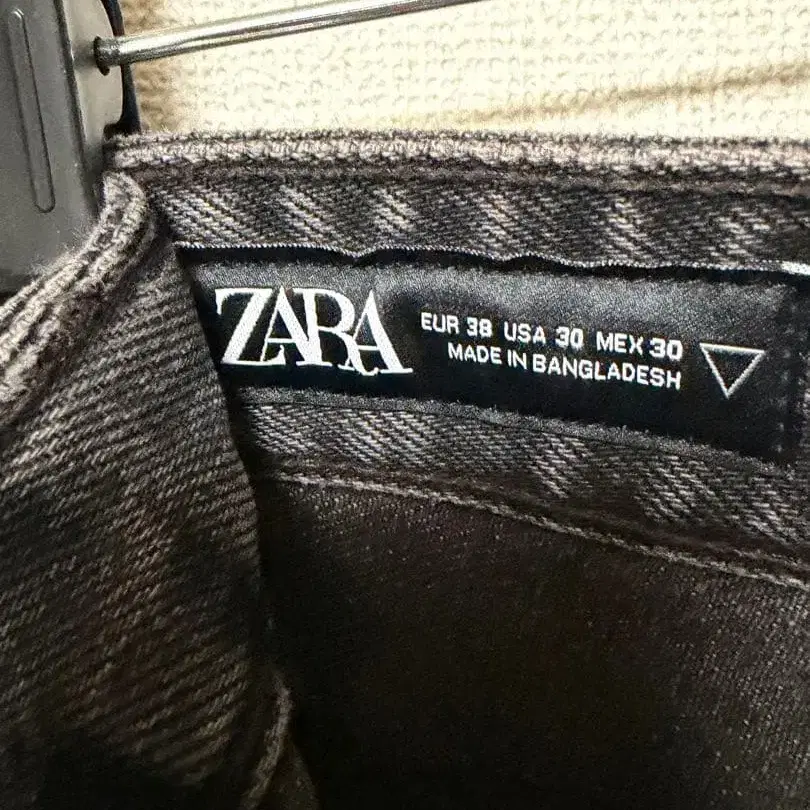 ZARA
EUR 38 USA 30 MEX 30
MADE IN BANGLADESH